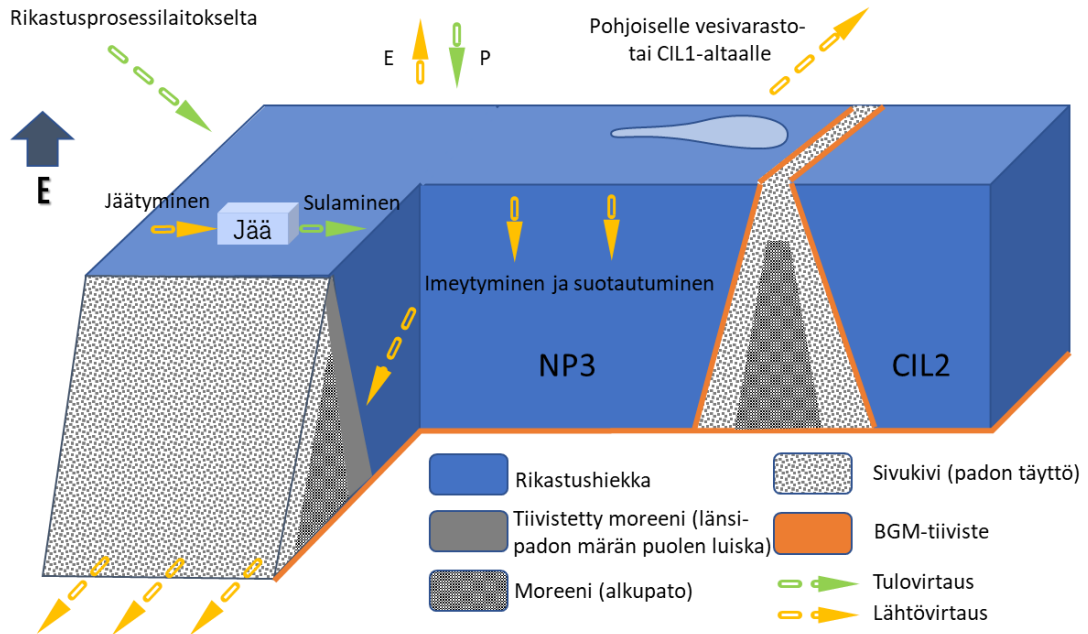 Rikastusprosessilaitokselta
Pohjoiselle vesivarasto-
tai CIL1-altaalle
E
P
E
Jäätyminen
Sulaminen
Jää
Imeytyminen ja suotautuminen
NP3
CIL2
Rikastushiekka
Tiivistetty moreeni (länsi-
padon märän puolen luiska)
Moreeni (alkupato)
Sivukivi (padon täyttö)
BGM-tiiviste
Tulovirtaus
Lähtövirtaus